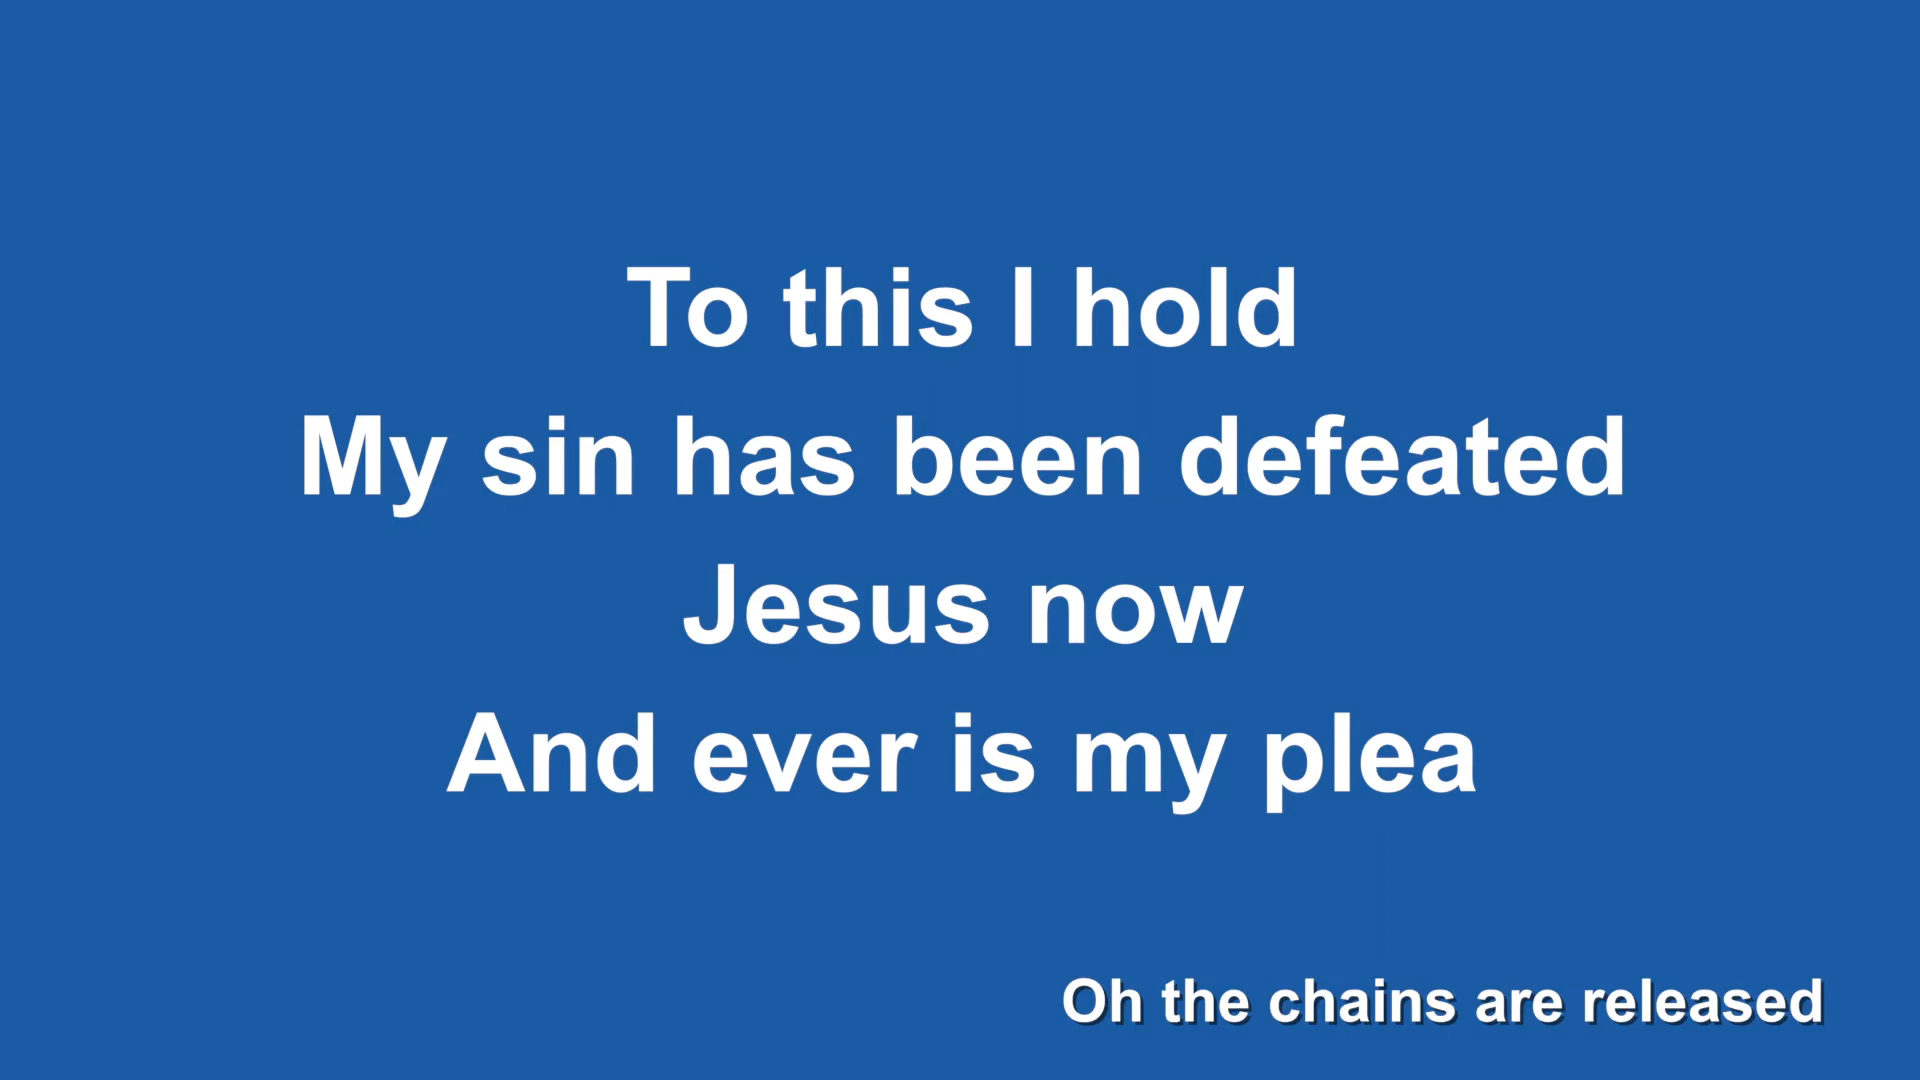 To this I hold
My sin has been defeated
Jesus now
And ever is my plea
Oh the chains are released